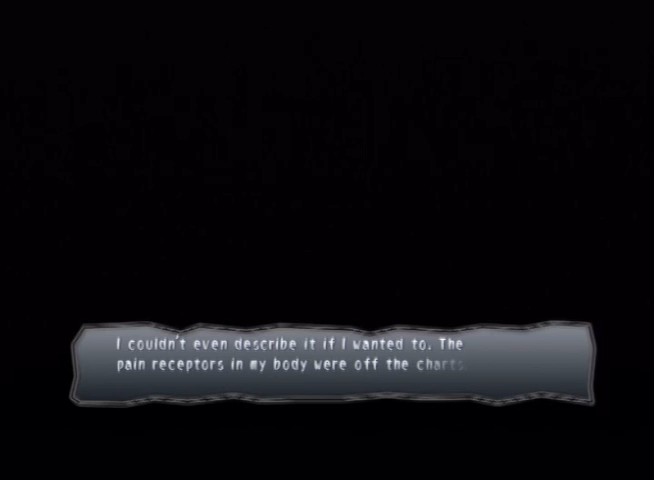 I couldn't even describe it if I wanted to. The
pain receptors in my body were off the charts.